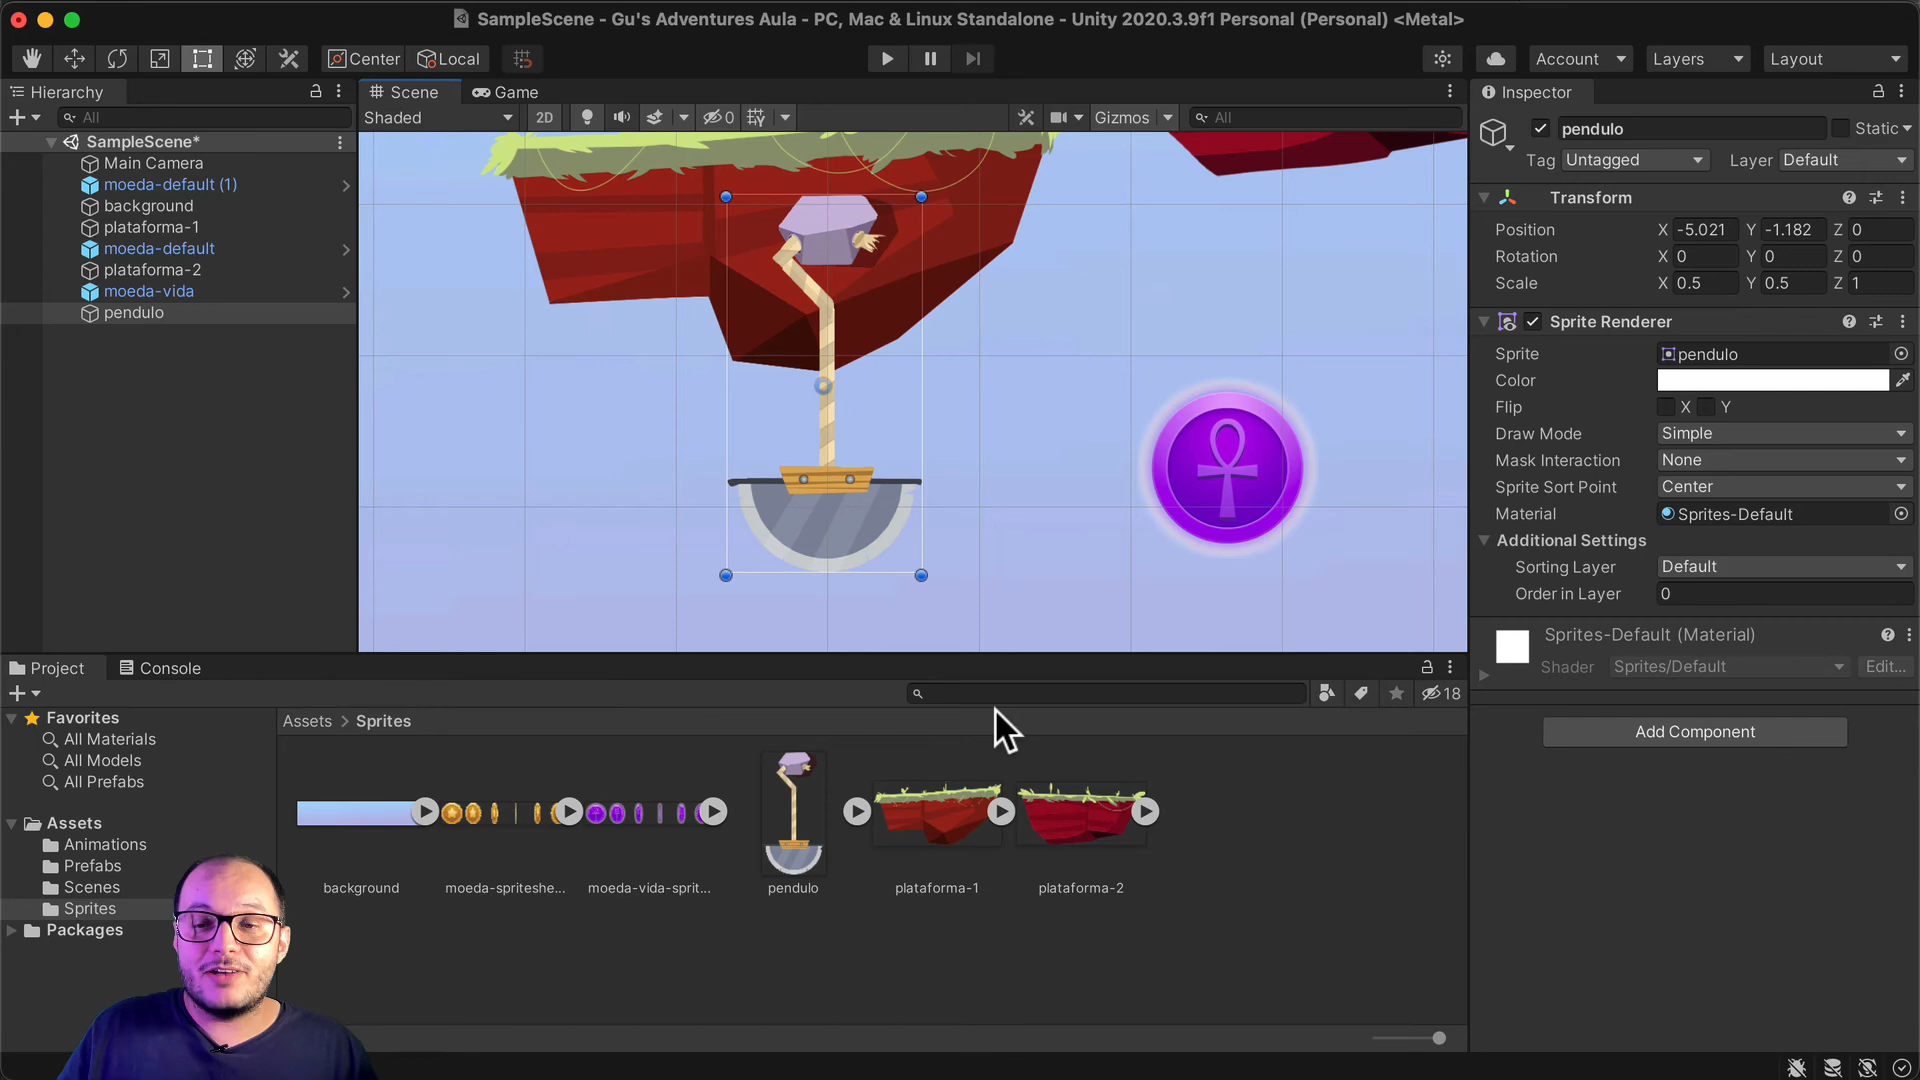 SampleScene - Gu's Adventures Aula - PC, Mac & Linux Standalone - Unity 2020.3.9f1 Personal (Personal) <Metal>
Center Local Account Layers Layout
Hierarchy
All
SampleScene*
Main Camera
moeda-default (1)
background
plataforma-1
moeda-default
plataforma-2
moeda-vida
pendulo
Scene Game
Shaded 2D 0 Gizmos All
Inspector
pendulo Static
Tag Untagged Layer Default
Transform
Position X -5.021 Y -1.182 Z 0
Rotation X 0 Y 0 Z 0
Scale X 0.5 Y 0.5 Z 1
Sprite Renderer
Sprite pendulo
Color
Flip X Y
Draw Mode Simple
Mask Interaction None
Sprite Sort Point Center
Material Sprites-Default
Additional Settings
Sorting Layer Default
Order in Layer 0
Sprites-Default (Material)
Shader Sprites/Default Edit...
Add Component
Project Console
18
Favorites
All Materials
All Models
All Prefabs
Assets
Animations
Prefabs
Scenes
Sprites
Packages
Assets > Sprites
background moeda-spriteshe... moeda-vida-sprit... pendulo plataforma-1 plataforma-2